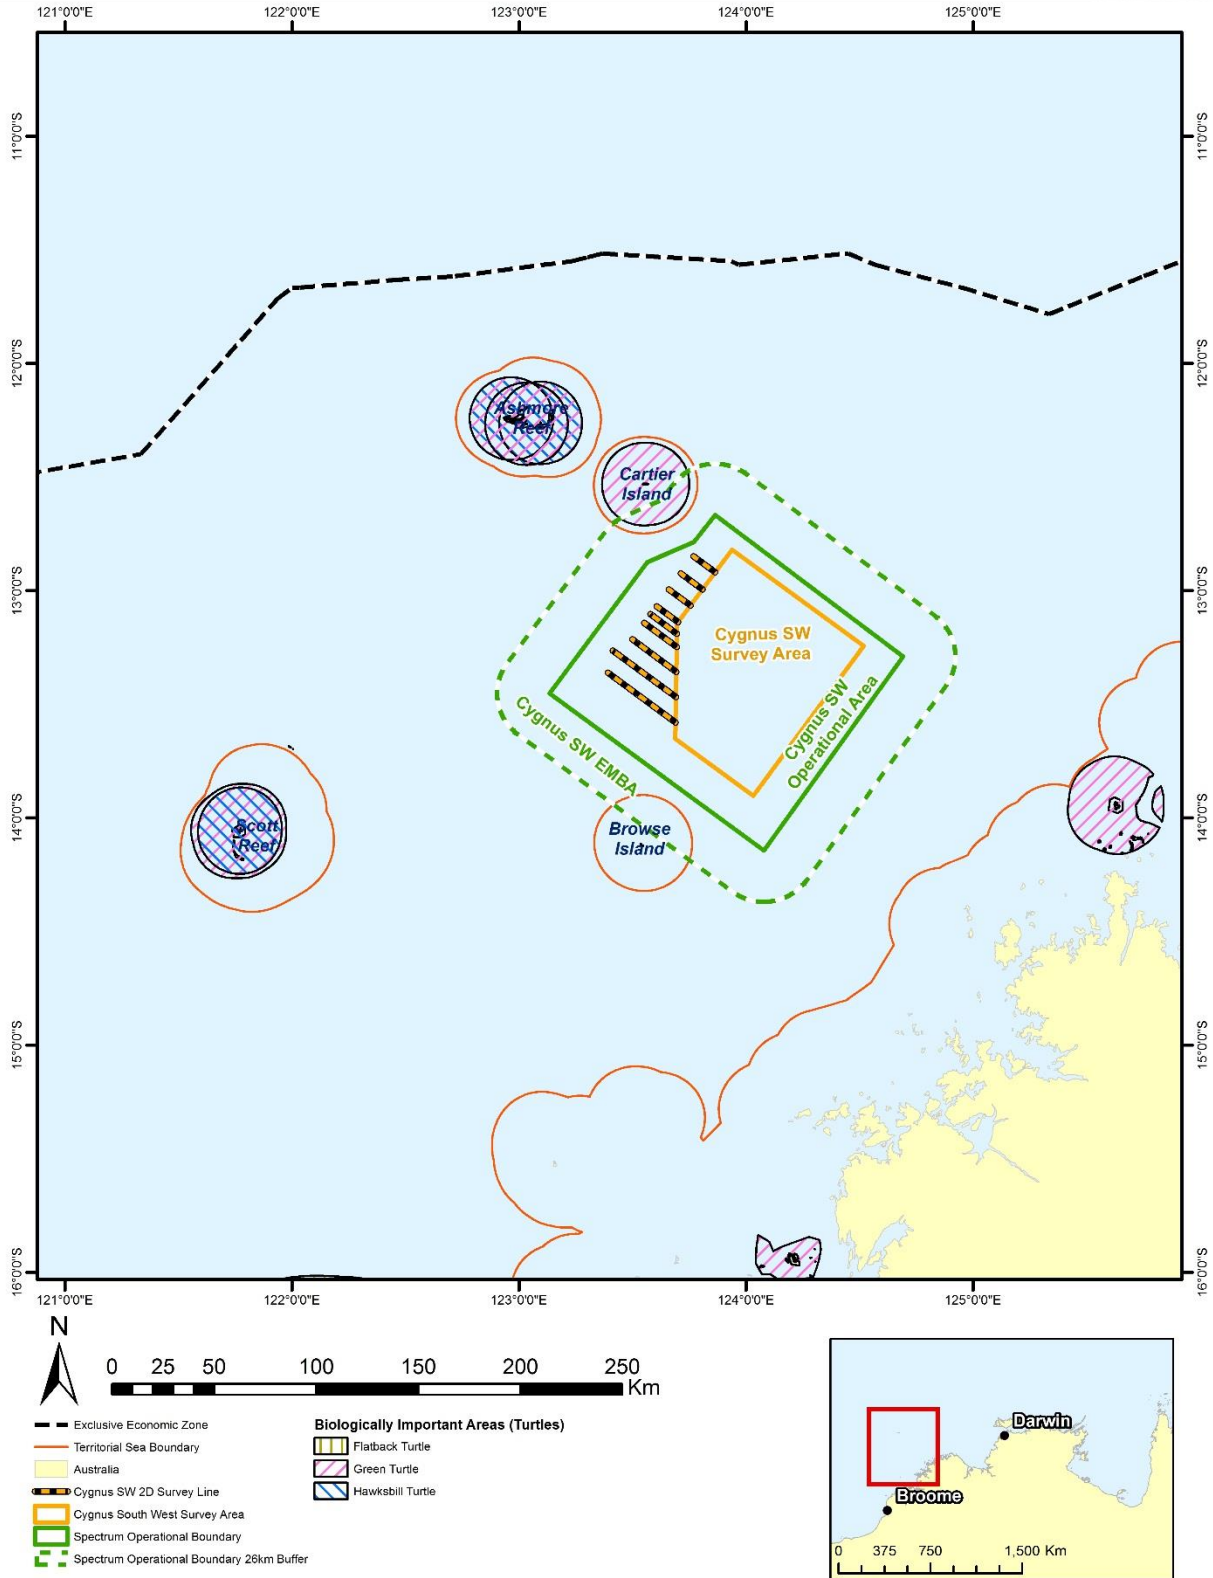 121°0'0"E
122°0'0"E
123°0'0"E
124°0'0"E
125°0'0"E
11°0'0"S
11°0'0"S
12°0'0"S
12°0'0"S
Ashmore
Reef
Cartier
Island
13°0'0"S
13°0'0"S
Cygnus SW
Survey Area
Cygnus SW
Operational Area
Cygnus SW EMBA
14°0'0"S
14°0'0"S
Scott
Reef
Browse
Island
15°0'0"S
15°0'0"S
16°0'0"S
16°0'0"S
121°0'0"E
122°0'0"E
123°0'0"E
124°0'0"E
125°0'0"E
N
0 25 50 100 150 200 250
Km
Exclusive Economic Zone
Territorial Sea Boundary
Australia
Cygnus SW 2D Survey Line
Cygnus South West Survey Area
Spectrum Operational Boundary
Spectrum Operational Boundary 26km Buffer
Biologically Important Areas (Turtles)
Flatback Turtle
Green Turtle
Hawksbill Turtle
Darwin
Broome
0 375 750 1,500 Km